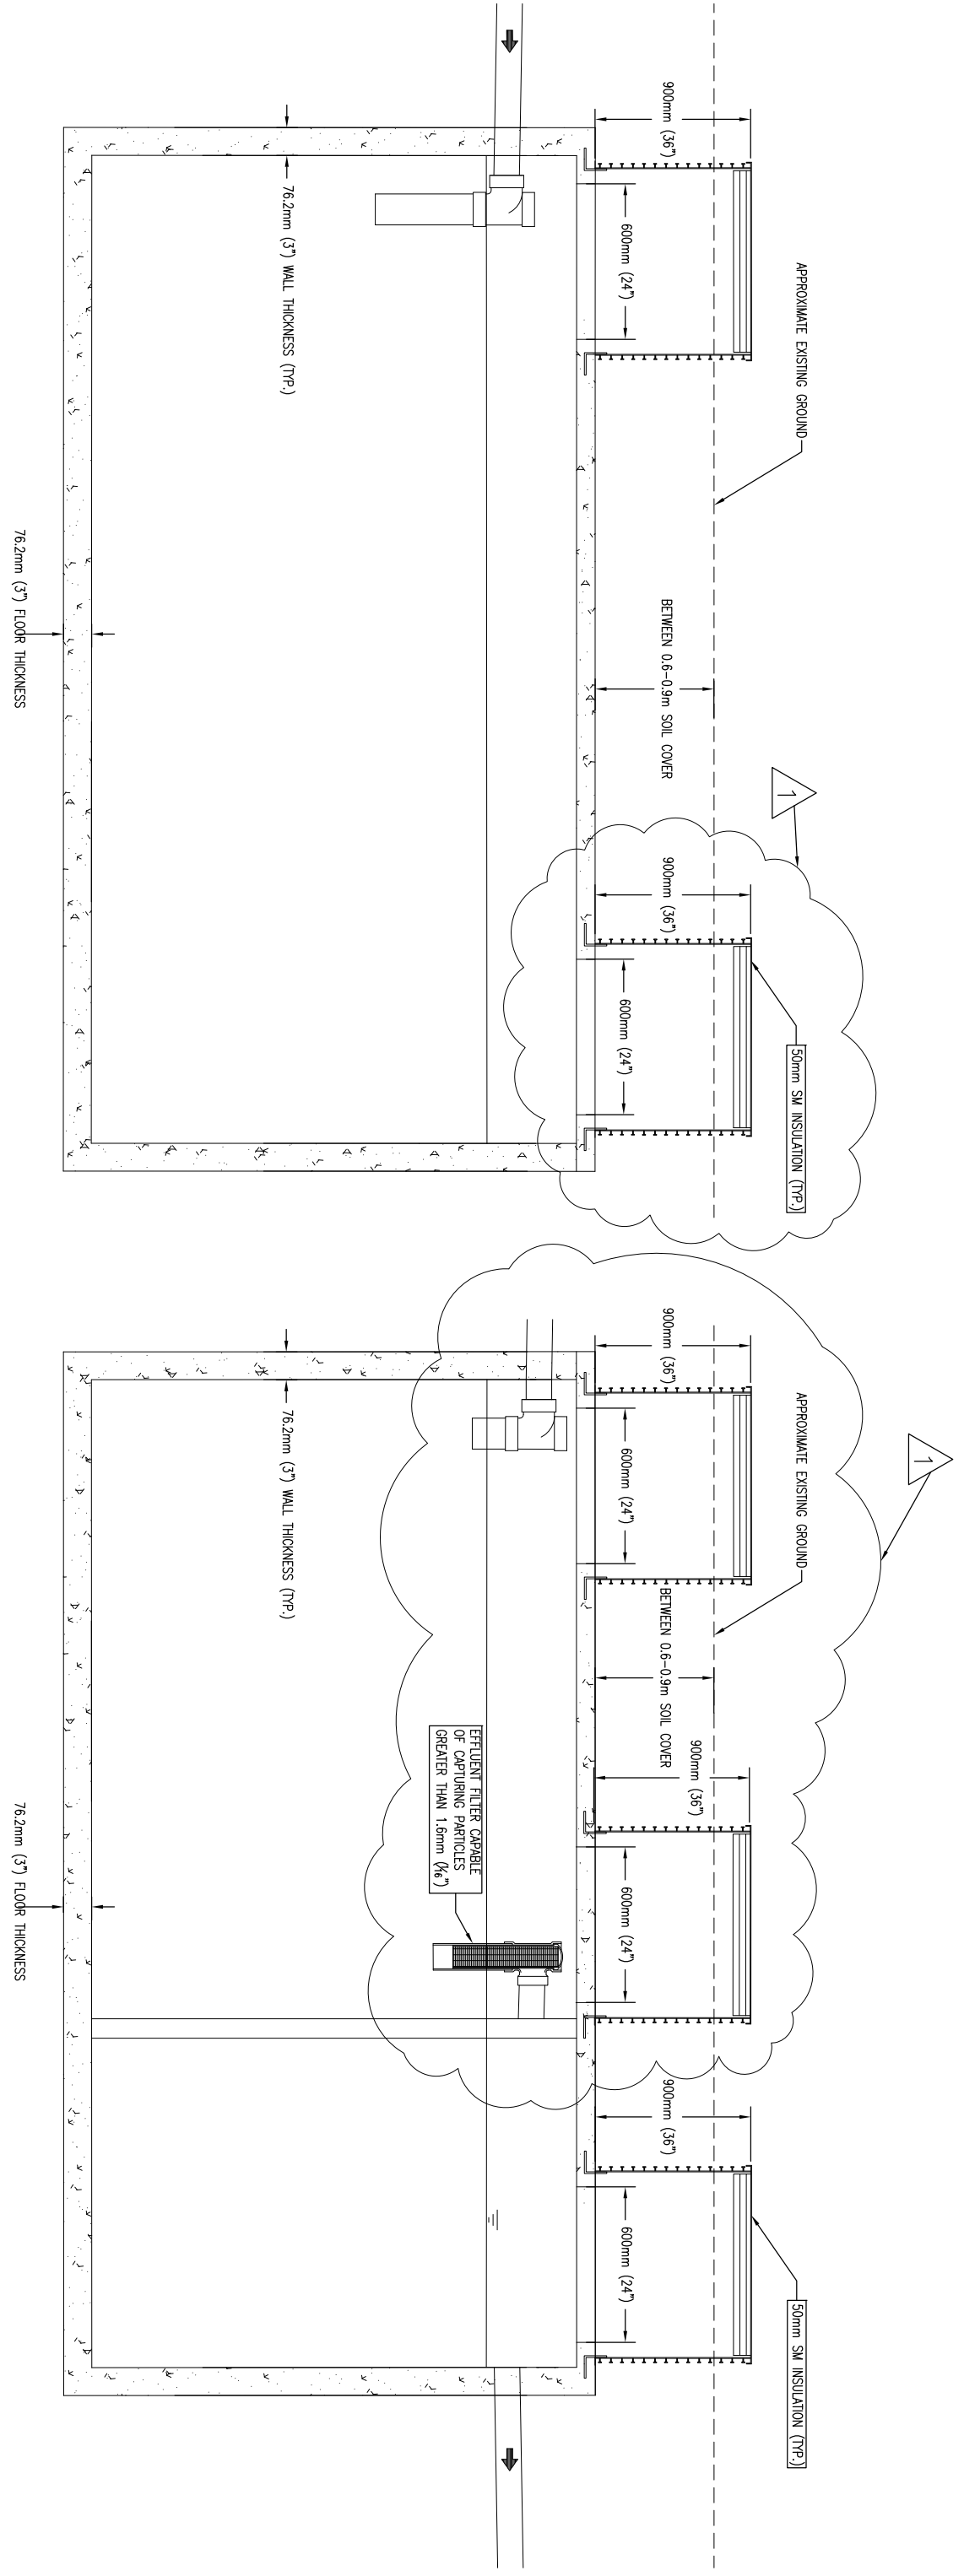 900mm (36")
600mm (24")
APPROXIMATE EXISTING GROUND
BETWEEN 0.6-0.9m SOIL COVER
1
900mm (36")
600mm (24")
50mm SM INSULATION (TYP.)
76.2mm (3") WALL THICKNESS (TYP.)
76.2mm (3") FLOOR THICKNESS
900mm (36")
600mm (24")
APPROXIMATE EXISTING GROUND
1
BETWEEN 0.6-0.9m SOIL COVER
900mm (36")
600mm (24")
900mm (36")
600mm (24")
50mm SM INSULATION (TYP.)
76.2mm (3") WALL THICKNESS (TYP.)
EFFLUENT FILTER CAPABLE
OF CAPTURING PARTICLES
GREATER THAN 1.6mm (1/16")
76.2mm (3") FLOOR THICKNESS